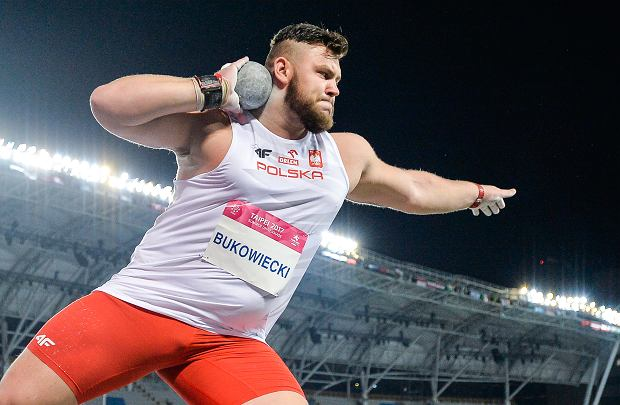 4F
ORLEN
POLSKA
TAIPEI 2017
BUKOWIECKI
4F